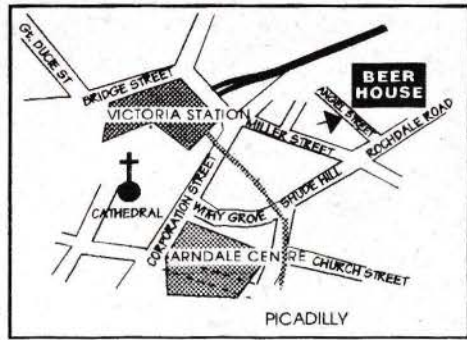 GT. DUCIE ST
BRIDGE STREET
VICTORIA STATION
BEER
HOUSE
ANGEL STREET
MILLER STREET
ROCHDALE ROAD
SHUDE HILL
CATHEDRAL
CORPORATION STREET
WITHY GROVE
ARNDALE CENTRE
CHURCH STREET
PICADILLY